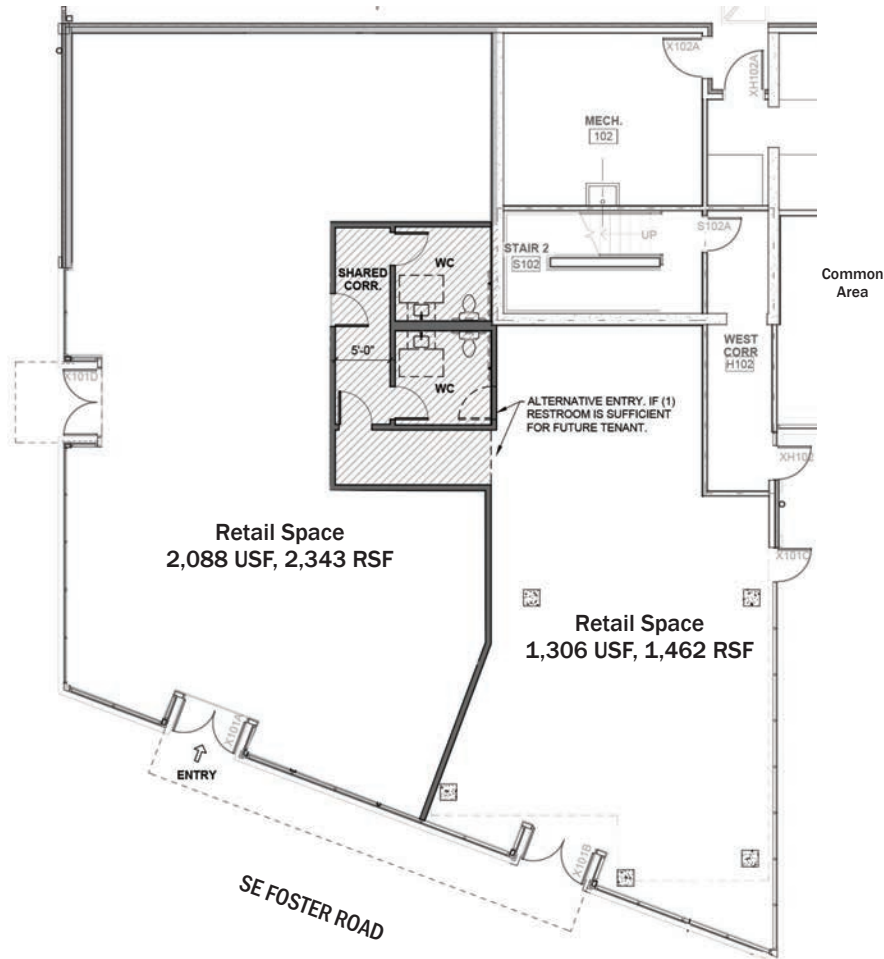 X102A
XH102A
MECH.
102
UP
S102A
STAIR 2
S102
WC
SHARED
CORR.
Common
Area
5'-0"
WEST
CORR
H102
X101D
WC
ALTERNATIVE ENTRY. IF (1)
RESTROOM IS SUFFICIENT
FOR FUTURE TENANT.
XH102
Retail Space
2,088 USF, 2,343 RSF
X101C
Retail Space
1,306 USF, 1,462 RSF
X101A
ENTRY
X101B
SE FOSTER ROAD